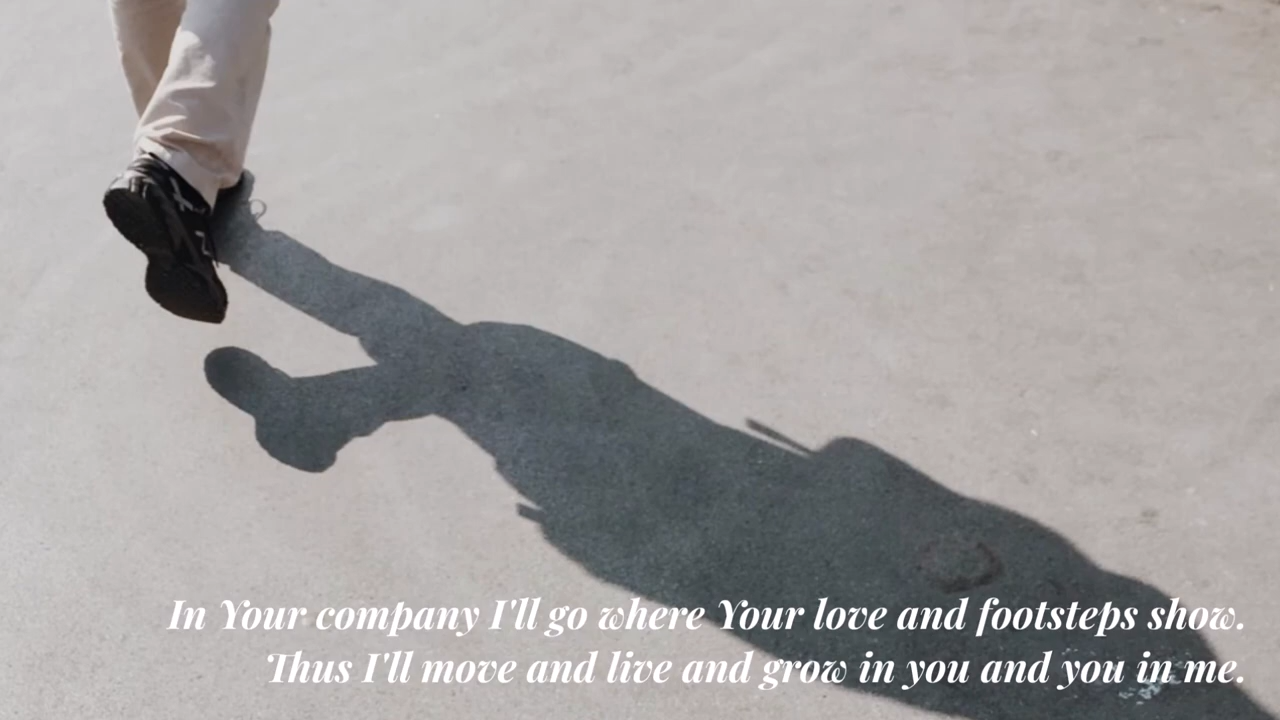 In Your company I'll go where Your love and footsteps show.
Thus I'll move and live and grow in you and you in me.